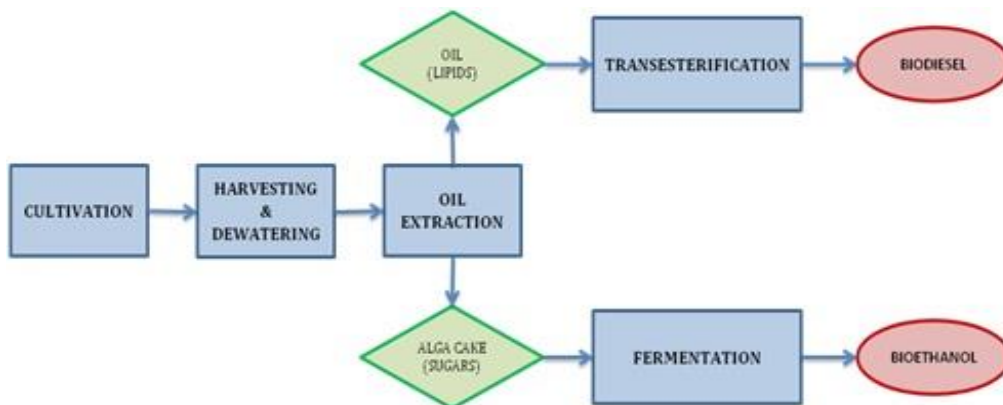 OIL
(LIPIDS)
TRANSESTERIFICATION
BIODIESEL
CULTIVATION
HARVESTING
&
DEWATERING
OIL
EXTRACTION
ALGA CAKE
(SUGARS)
FERMENTATION
BIOETHANOL